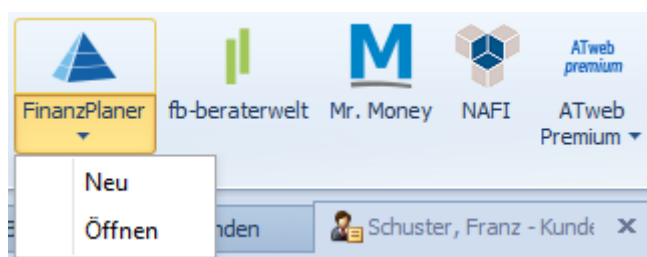 ATweb
premium
FinanzPlaner fb-beraterwelt Mr. Money NAFI ATweb
Premium
Neu
Öffnen
nden Schuster, Franz - Kunde